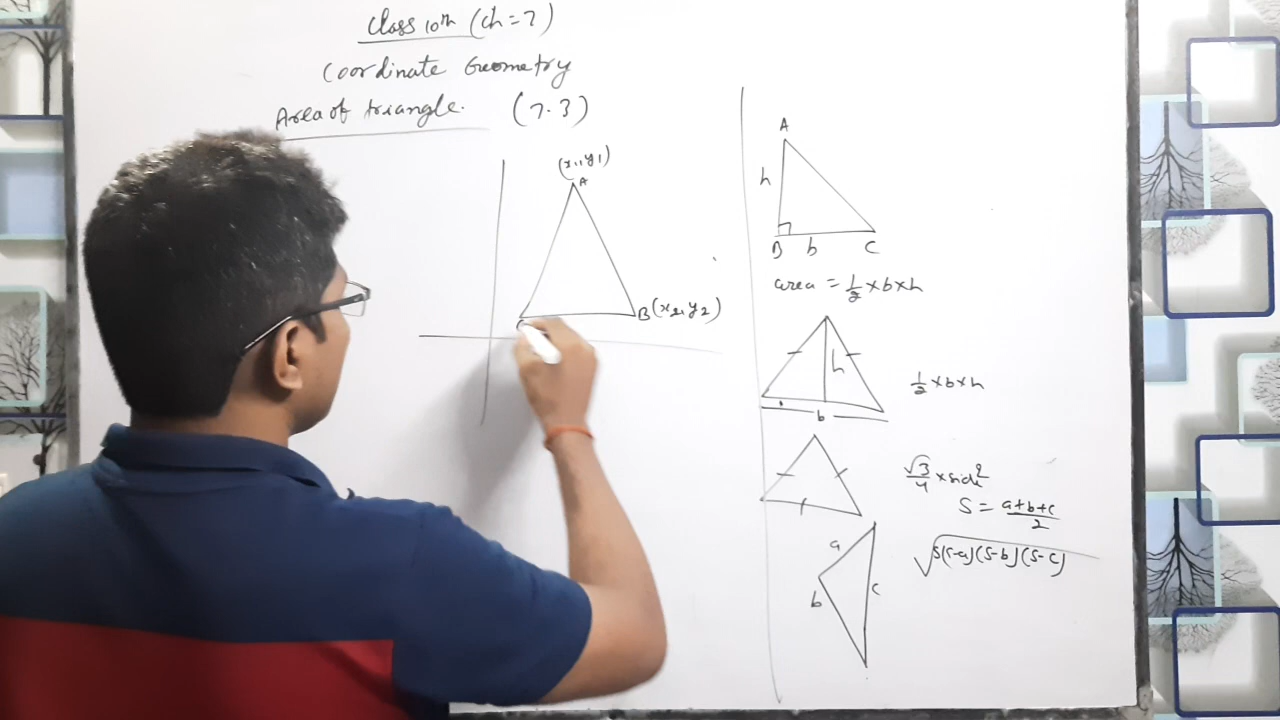 Class 10th (Ch=7)
Coordinate Geometry
Area of triangle. (7.3)
(x1,y1)
A
B(x2,y2)
A
h
B b C
area = 1/2 ×b×h
h
1/2 ×b×h
b
√3/4 ×side²
S = a+b+c/2
√S(S-a)(S-b)(S-c)
a
b
c